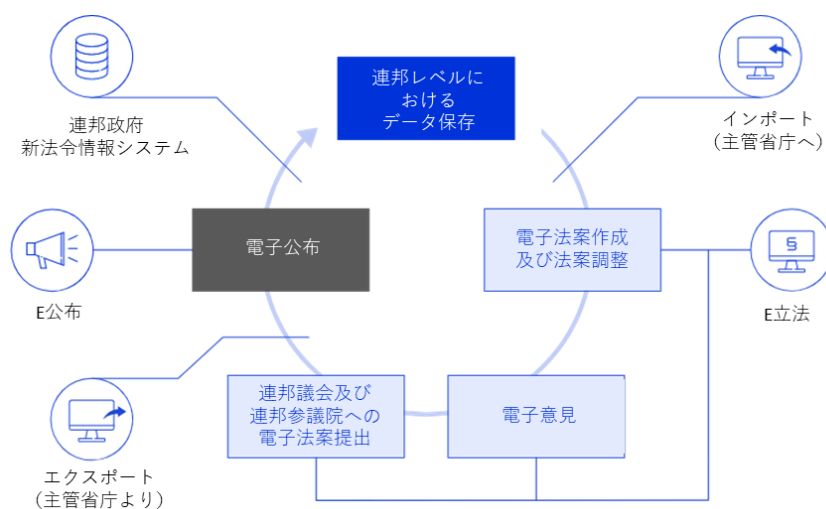 連邦レベルに
おける
データ保存
連邦政府
新法令情報システム
インポート
(主管省庁へ)
電子公布
電子法案作成
及び法案調整
§
E公布
E立法
連邦議会及び
連邦参議院への
電子法案提出
電子意見
エクスポート
(主管省庁より)